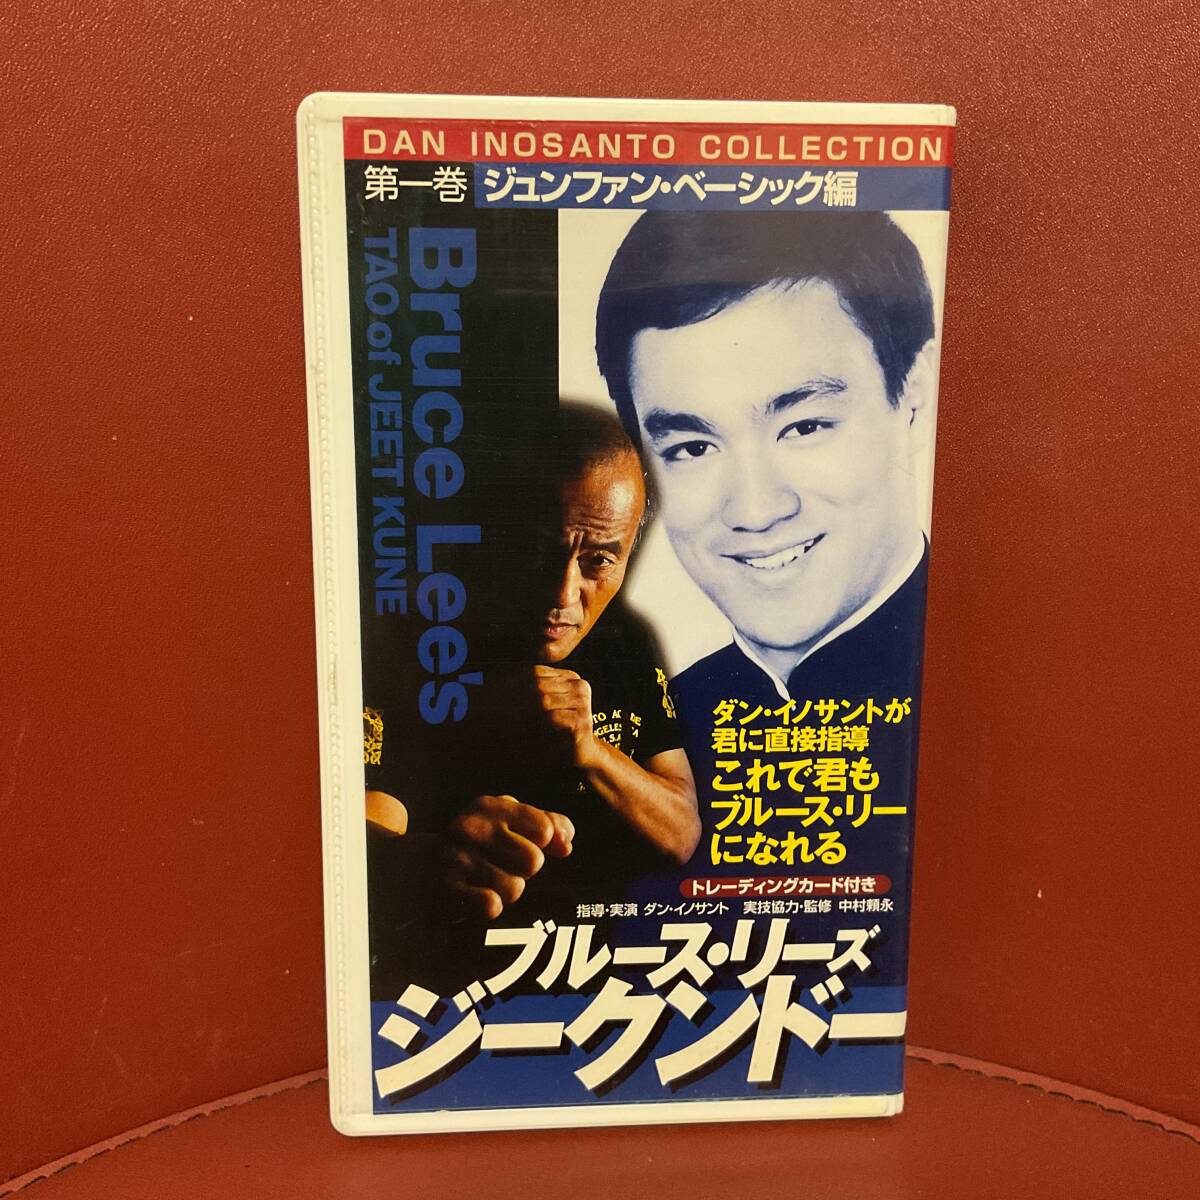 DAN INOSANTO COLLECTION
第一巻 ジュンファン・ベーシック編
Bruce Lee's
TAO of JEET KUNE
ダン・イノサントが
君に直接指導
これで君も
ブルース・リー
になれる
トレーディングカード付き
指導・実演 ダン・イノサント 実技協力・監修 中村頼永
ブルース・リーズ
ジークンドー